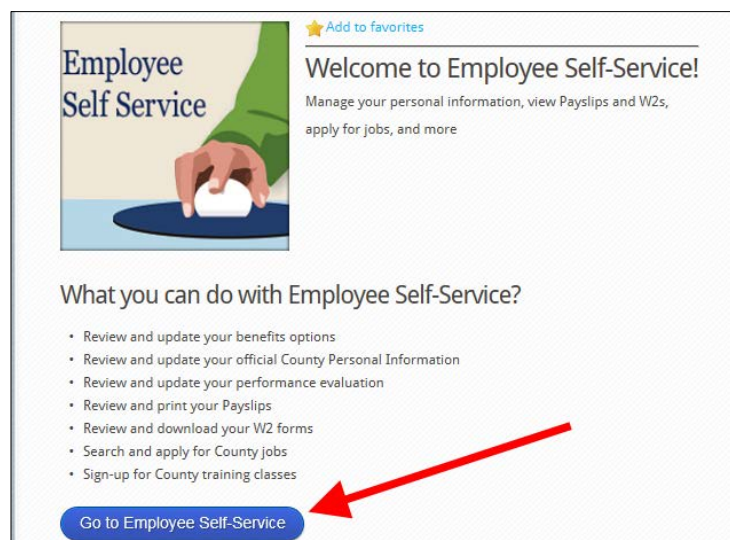 Employee
Self Service
Add to favorites
Welcome to Employee Self-Service!
Manage your personal information, view Payslips and W2s,
apply for jobs, and more
What you can do with Employee Self-Service?
• Review and update your benefits options
• Review and update your official County Personal Information
• Review and update your performance evaluation
• Review and print your Payslips
• Review and download your W2 forms
• Search and apply for County jobs
• Sign-up for County training classes
Go to Employee Self-Service